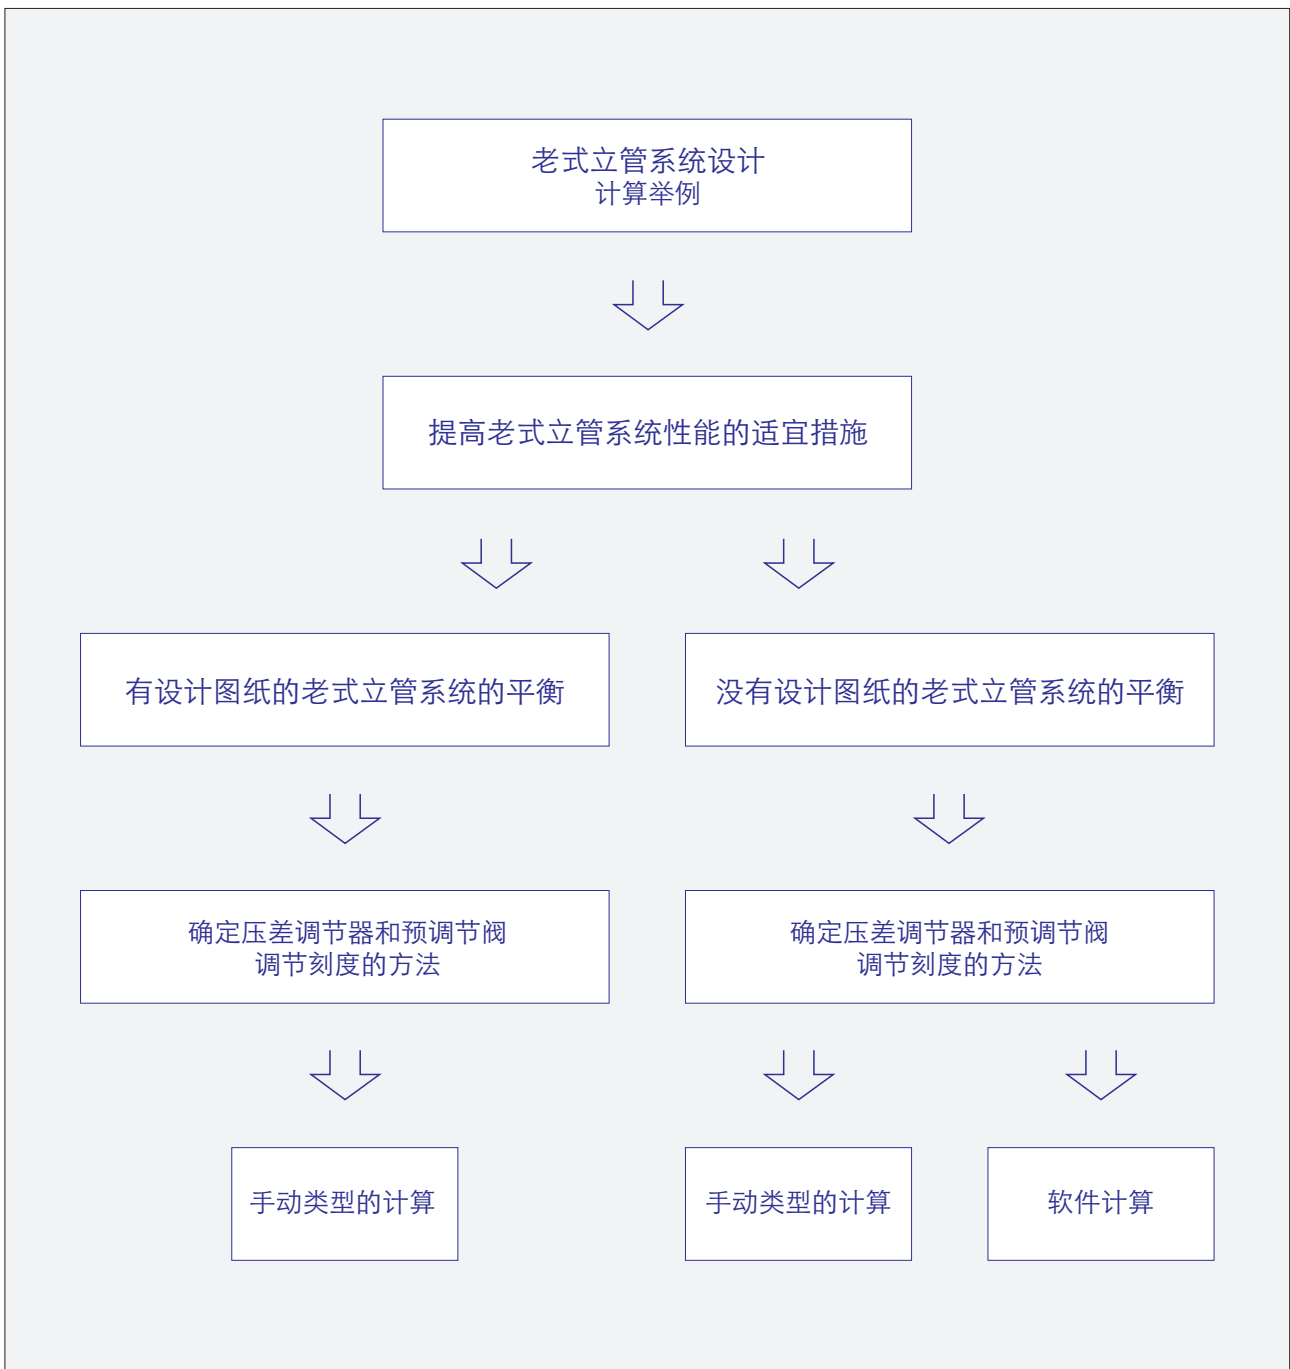 老式立管系统设计
计算举例
提高老式立管系统性能的适宜措施
有设计图纸的老式立管系统的平衡
没有设计图纸的老式立管系统的平衡
确定压差调节器和预调节阀
调节刻度的方法
确定压差调节器和预调节阀
调节刻度的方法
手动类型的计算
手动类型的计算
软件计算